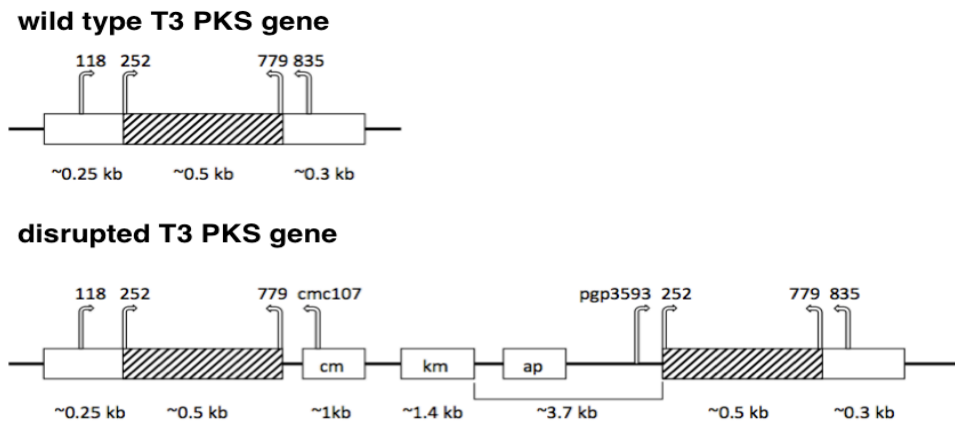 wild type T3 PKS gene
118 252 779 835
~0.25 kb ~0.5 kb ~0.3 kb
disrupted T3 PKS gene
118 252 779 cmc107 pgp3593 252 779 835
cm km ap
~0.25 kb ~0.5 kb ~1kb ~1.4 kb ~3.7 kb ~0.5 kb ~0.3 kb